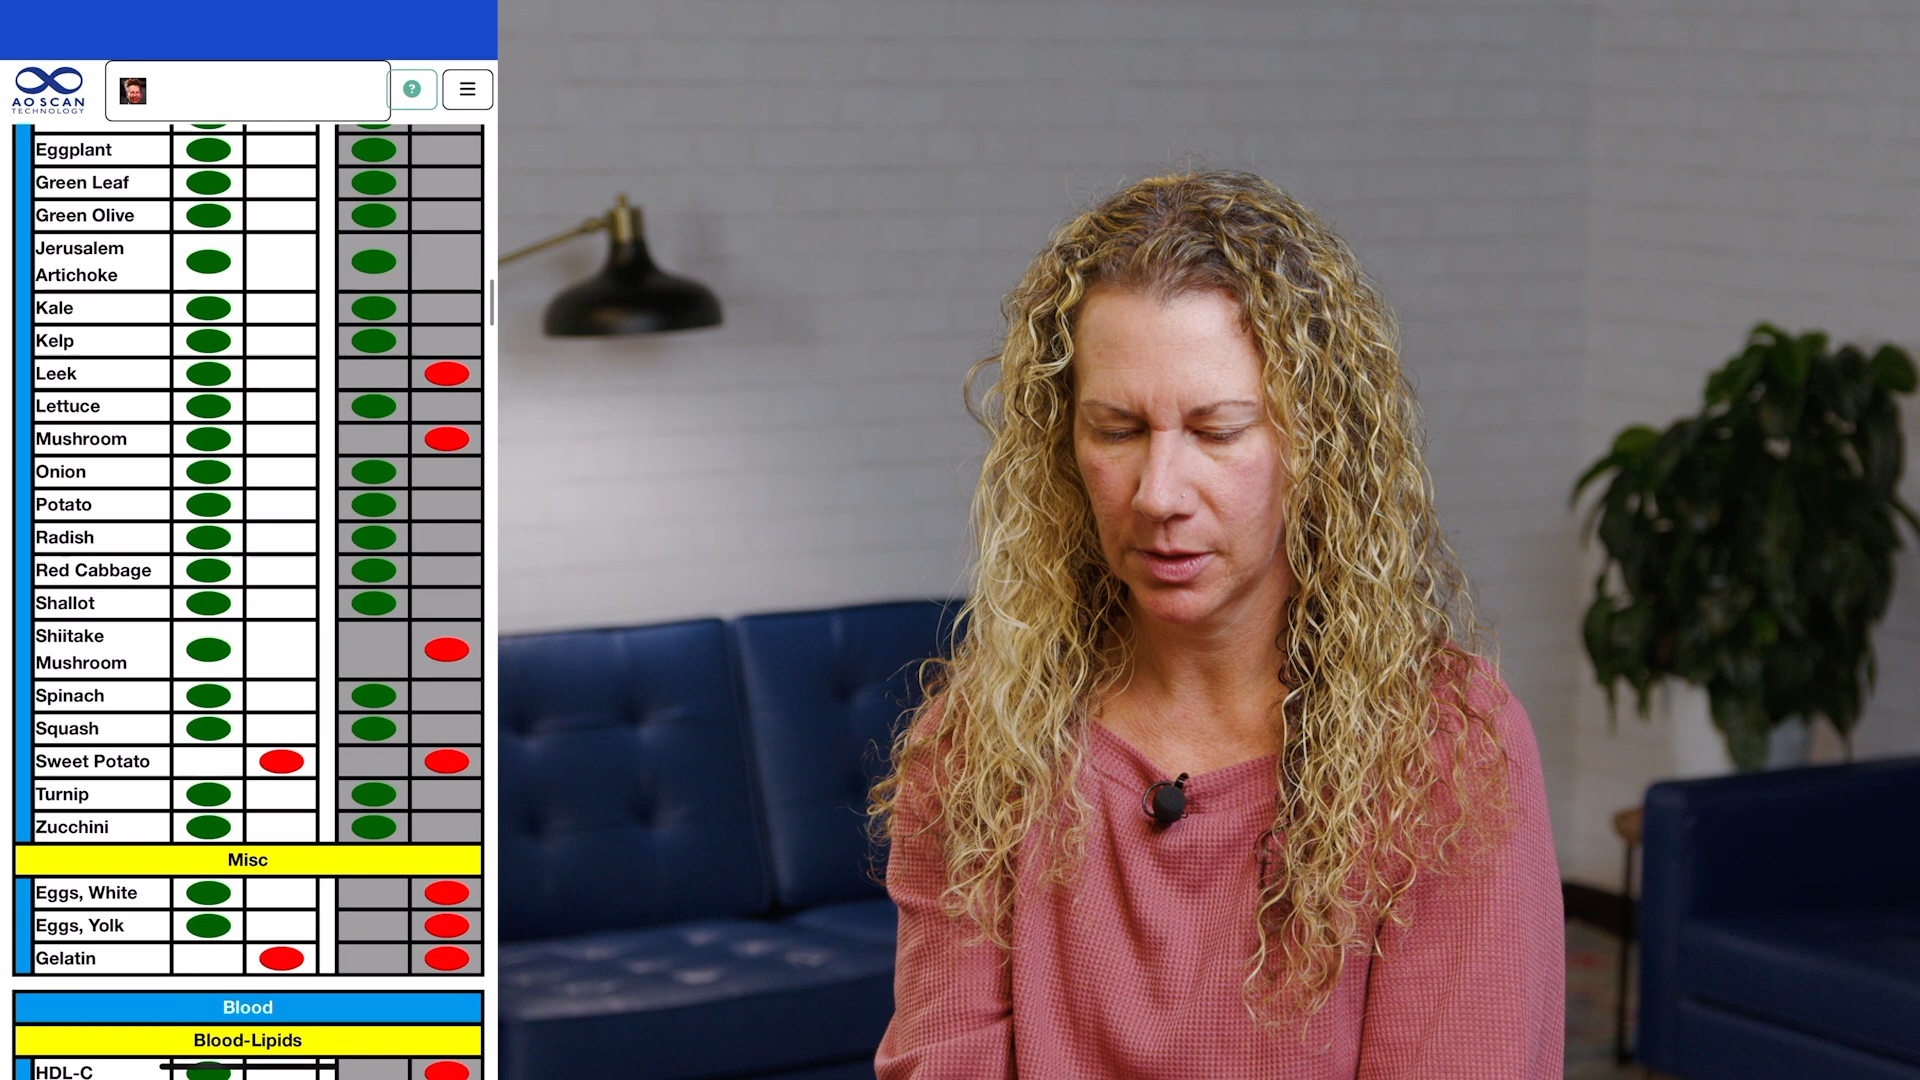 AO SCAN
TECHNOLOGY
?
Eggplant
Green Leaf
Green Olive
Jerusalem
Artichoke
Kale
Kelp
Leek
Lettuce
Mushroom
Onion
Potato
Radish
Red Cabbage
Shallot
Shiitake
Mushroom
Spinach
Squash
Sweet Potato
Turnip
Zucchini
Misc
Eggs, White
Eggs, Yolk
Gelatin
Blood
Blood-Lipids
HDL-C